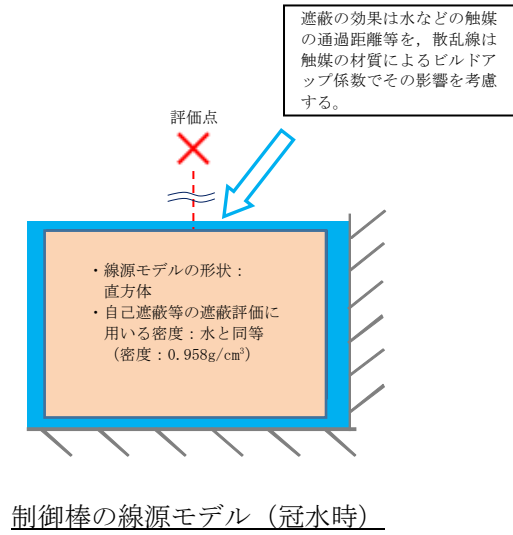 遮蔽の効果は水などの触媒
の通過距離等を，散乱線は
触媒の材質によるビルドア
ップ係数でその影響を考慮
する。
評価点
・線源モデルの形状：
直方体
・自己遮蔽等の遮蔽評価に
用いる密度：水と同等
（密度：0.958g/cm³）
制御棒の線源モデル（冠水時）